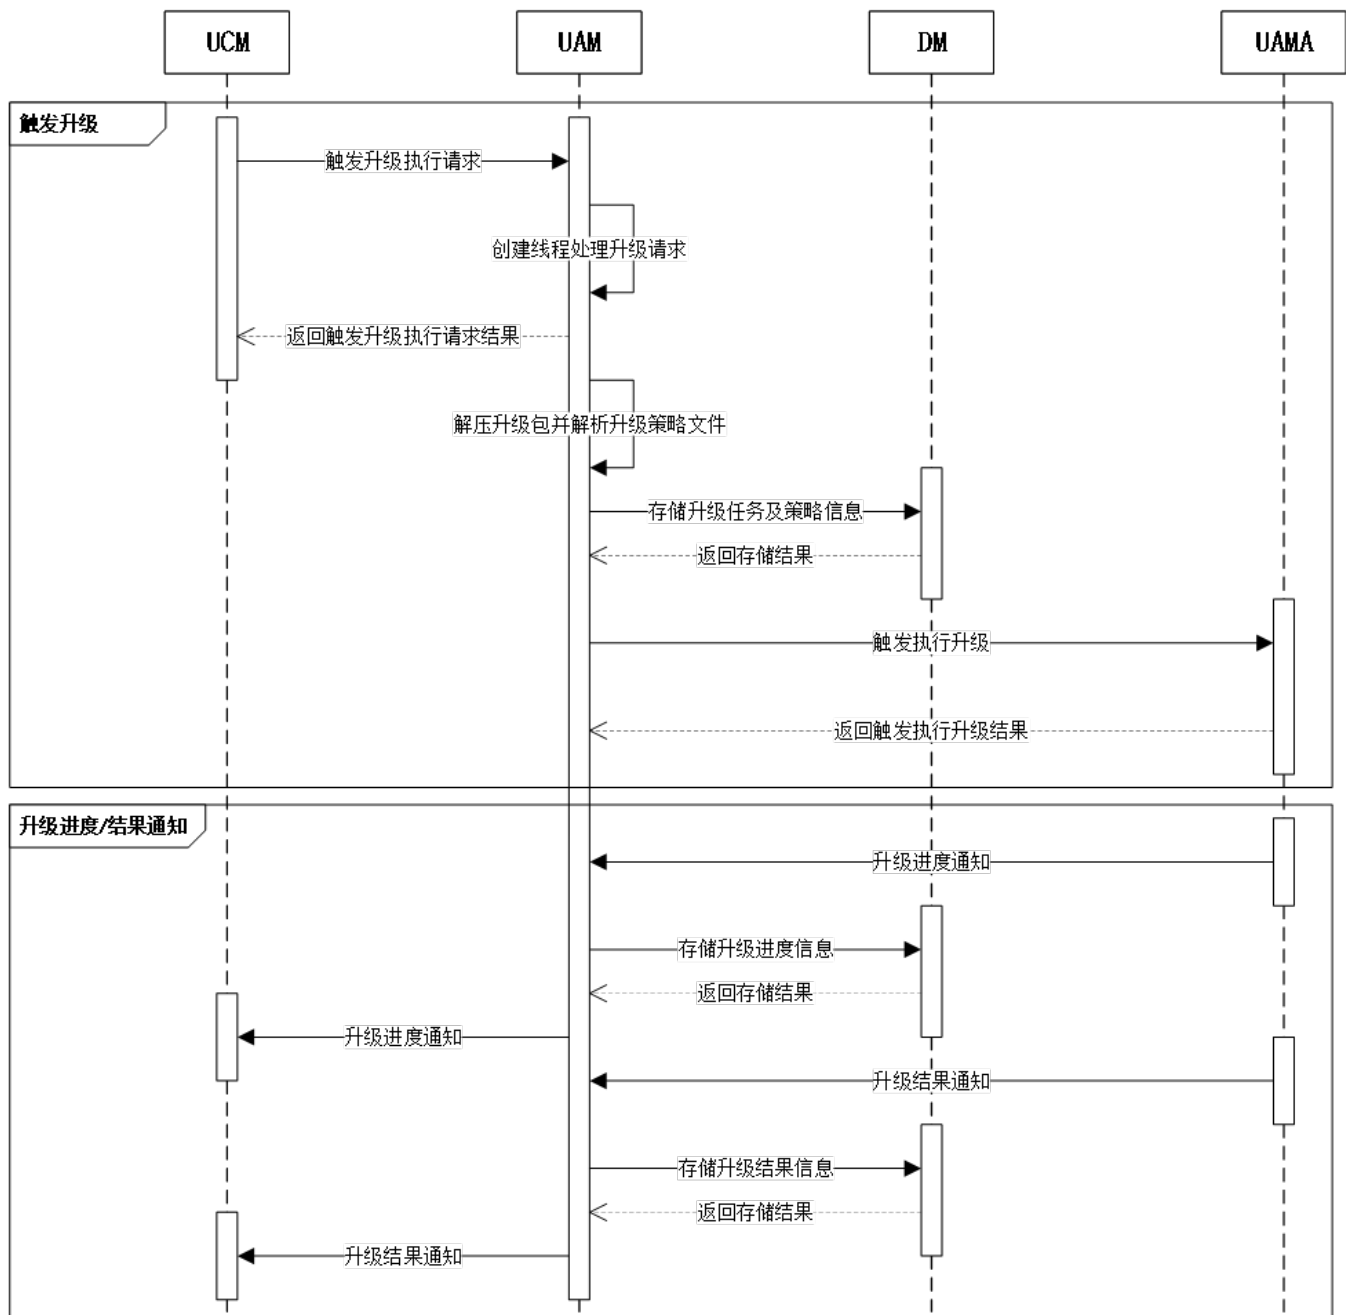 UCM
UAM
DM
UAMA
触发升级
触发升级执行请求
创建线程处理升级请求
返回触发升级执行请求结果
解压升级包并解析升级策略文件
存储升级任务及策略信息
返回存储结果
触发执行升级
返回触发执行升级结果
升级进度/结果通知
升级进度通知
存储升级进度信息
返回存储结果
升级进度通知
升级结果通知
存储升级结果信息
返回存储结果
升级结果通知